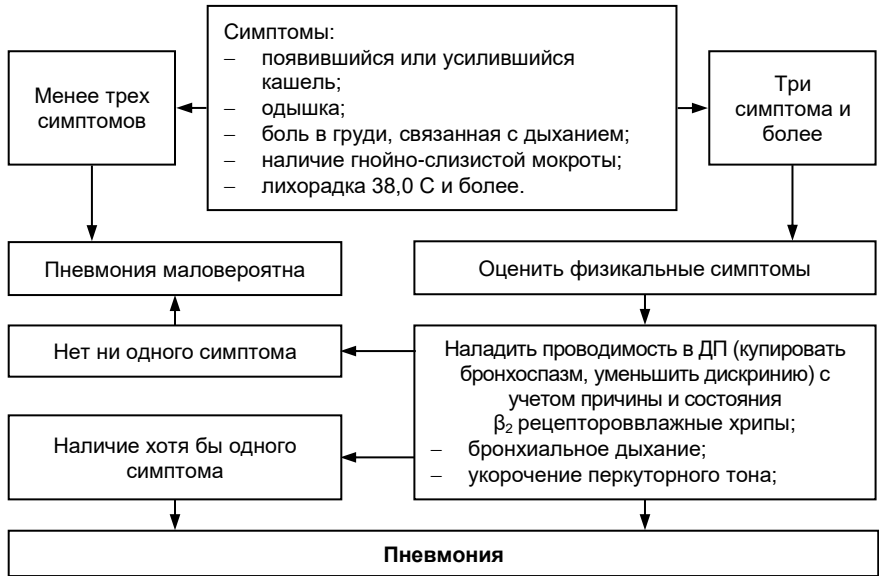 Симптомы:
– появившийся или усилившийся
кашель;
– одышка;
– боль в груди, связанная с дыханием;
– наличие гнойно-слизистой мокроты;
– лихорадка 38,0 С и более.
Менее трех
симптомов
Три
симптома и
более
Пневмония маловероятна
Оценить физикальные симптомы
Нет ни одного симптома
Наладить проводимость в ДП (купировать
бронхоспазм, уменьшить дискринию) с
учетом причины и состояния
β₂ рецептороввлажные хрипы;
– бронхиальное дыхание;
– укорочение перкуторного тона;
Наличие хотя бы одного
симптома
Пневмония